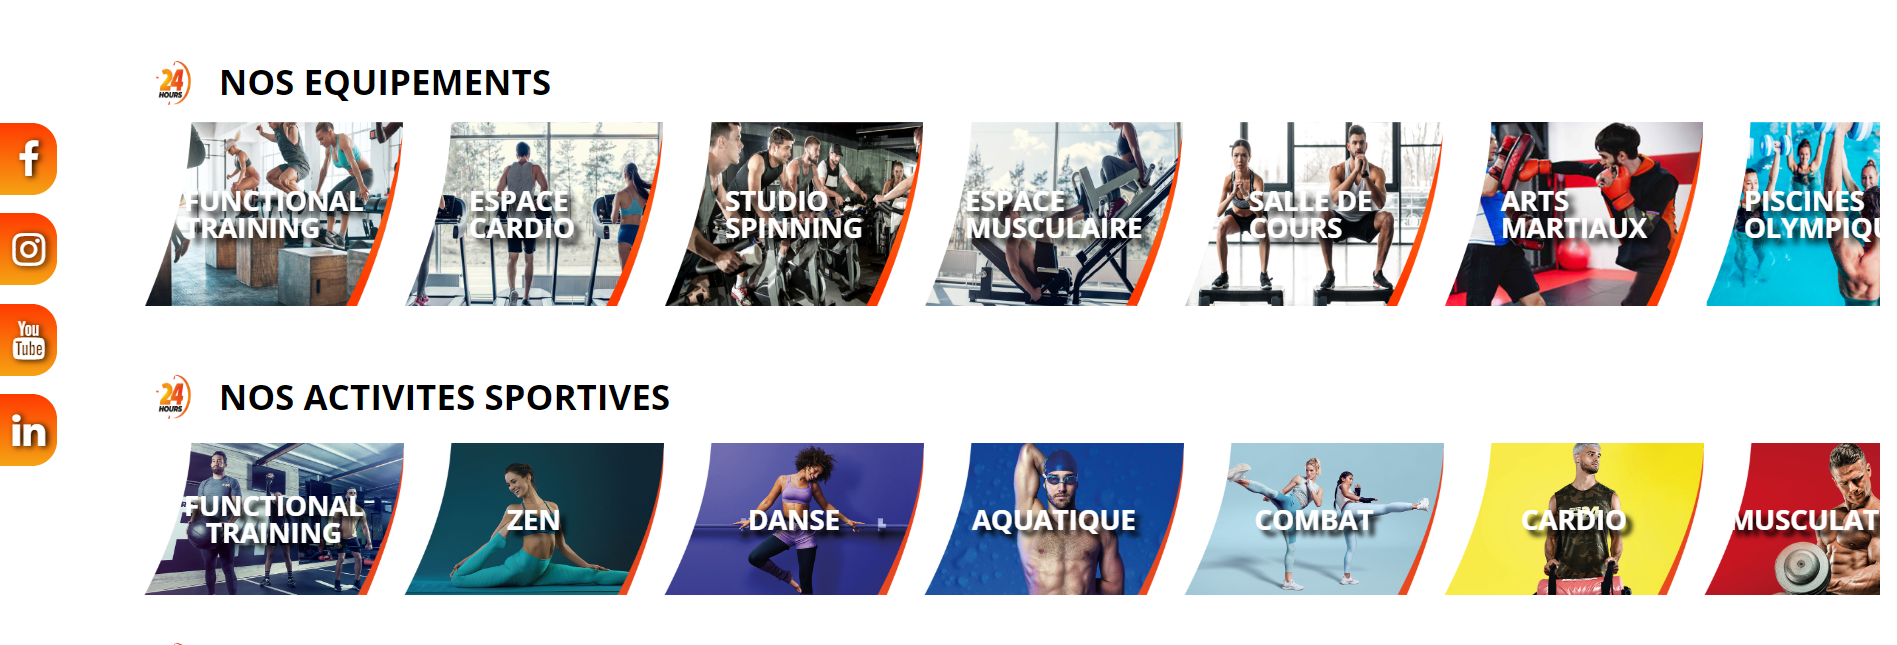 24
HOURS
NOS EQUIPEMENTS
FUNCTIONAL
TRAINING
ESPACE
CARDIO
STUDIO
SPINNING
ESPACE
MUSCULAIRE
SALLE DE
COURS
ARTS
MARTIAUX
PISCINES
OLYMPIQU
You
Tube
in
24
HOURS
NOS ACTIVITES SPORTIVES
FUNCTIONAL
TRAINING
ZEN
DANSE
AQUATIQUE
COMBAT
CARDIO
MUSCULAT